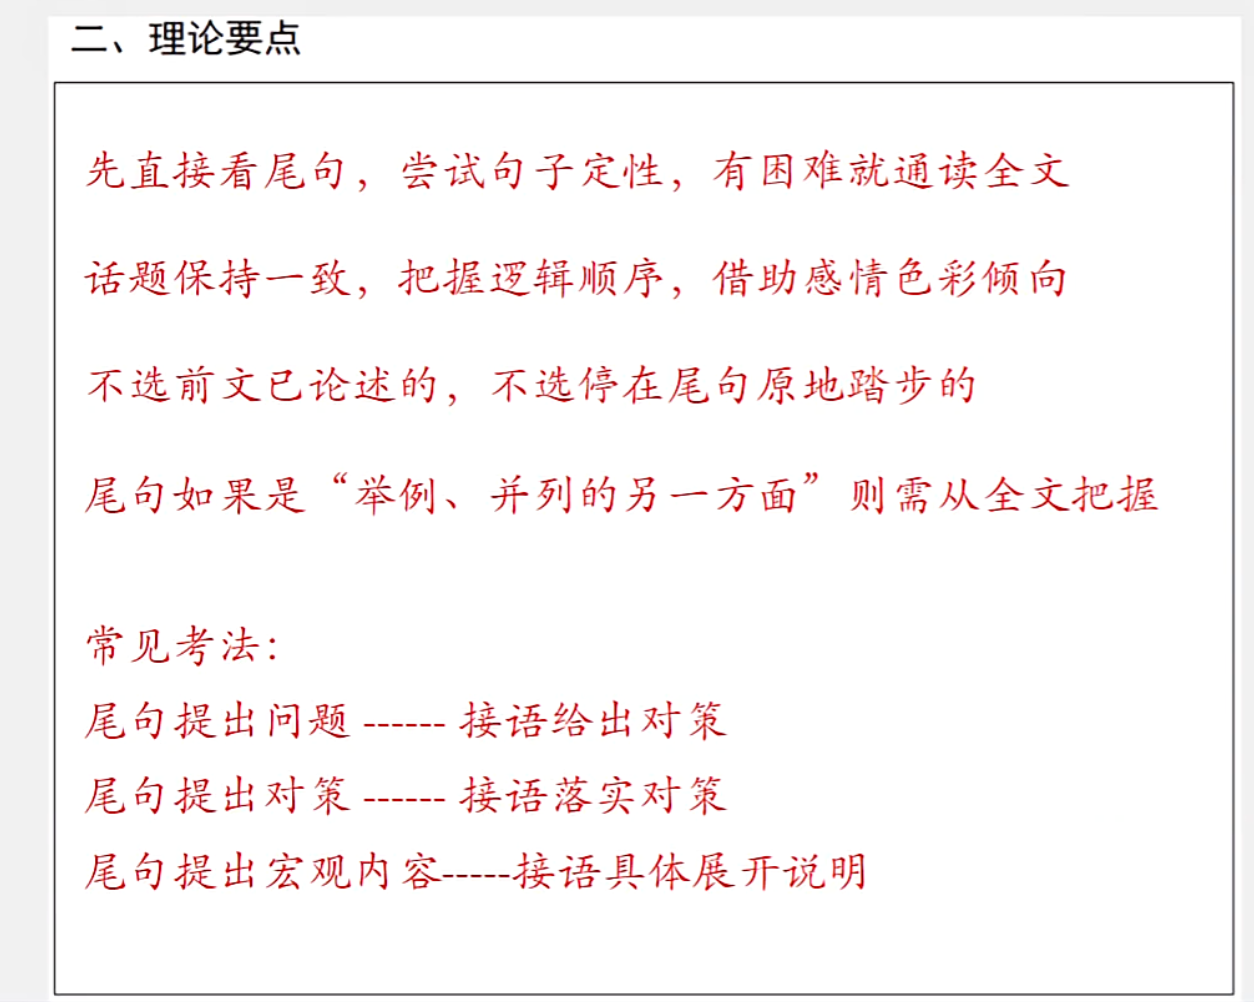 二、理论要点
先直接看尾句，尝试句子定性，有困难就通读全文
话题保持一致，把握逻辑顺序，借助感情色彩倾向
不选前文已论述的，不选停在尾句原地踏步的
尾句如果是“举例、并列的另一方面”则需从全文把握
常见考法：
尾句提出问题 ------ 接语给出对策
尾句提出对策 ------ 接语落实对策
尾句提出宏观内容-----接语具体展开说明